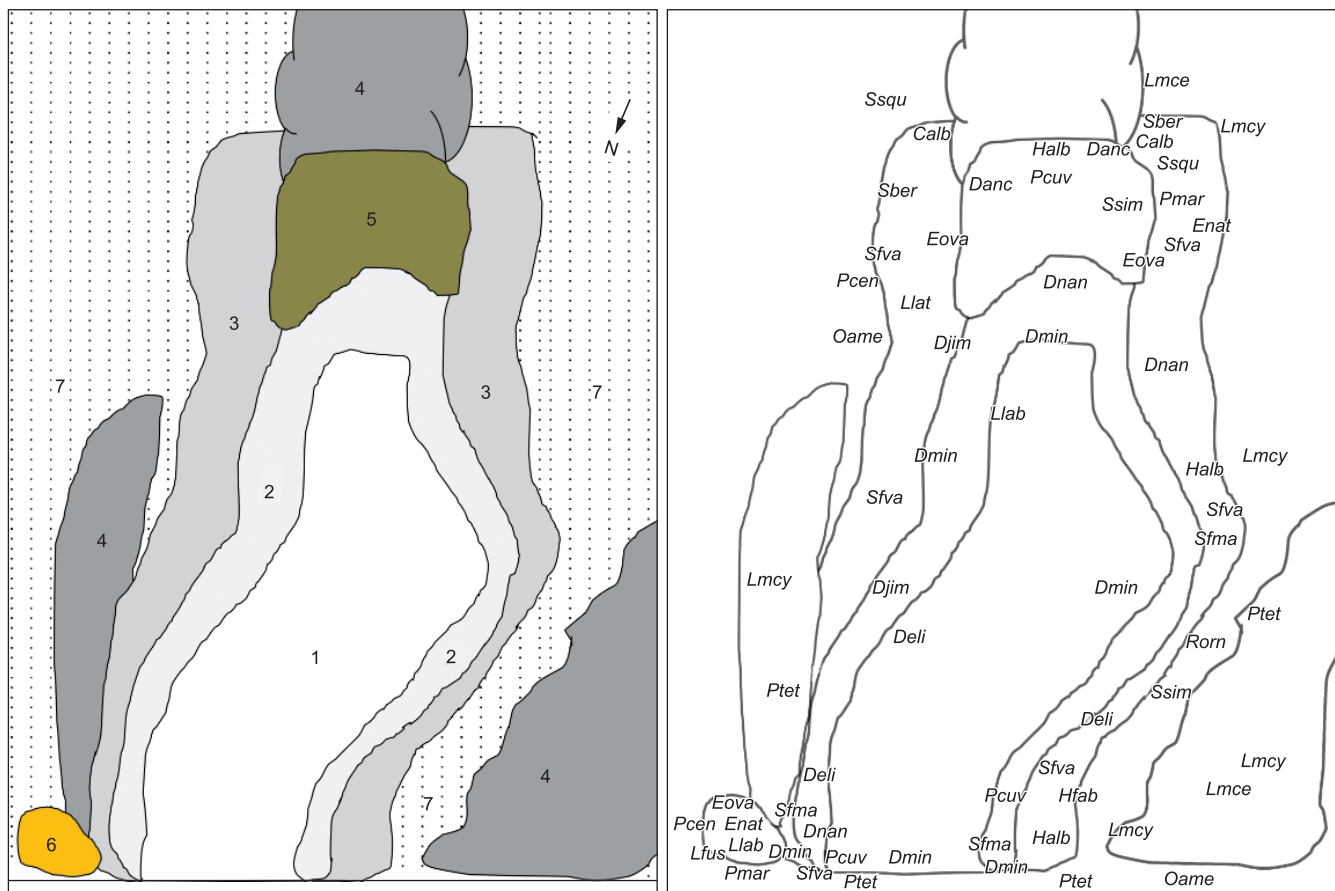 4
N
5
3
7
3
7
2
4
1
2
4
7
6
Lmce
Ssqu
Sber
Lmcy
Calb
Calb
Halb
Danc
Ssqu
Danc
Pcuv
Sber
Ssim
Pmar
Enat
Eova
Sfva
Sfva
Eova
Pcen
Dnan
Llat
Oame
Djim
Dmin
Dnan
Llab
Dmin
Lmcy
Halb
Sfva
Sfva
Sfma
Lmcy
Djim
Dmin
Ptet
Deli
Rorn
Ptet
Ssim
Deli
Lmcy
Deli
Sfva
Lmce
Eova
Sfma
Pcuv
Hfab
Pcen
Enat
Dnan
Lmcy
Llab
Halb
Lfus
Dmin
Sfma
Pcuv
Dmin
Dmin
Pmar
Sfva
Ptet
Ptet
Oame